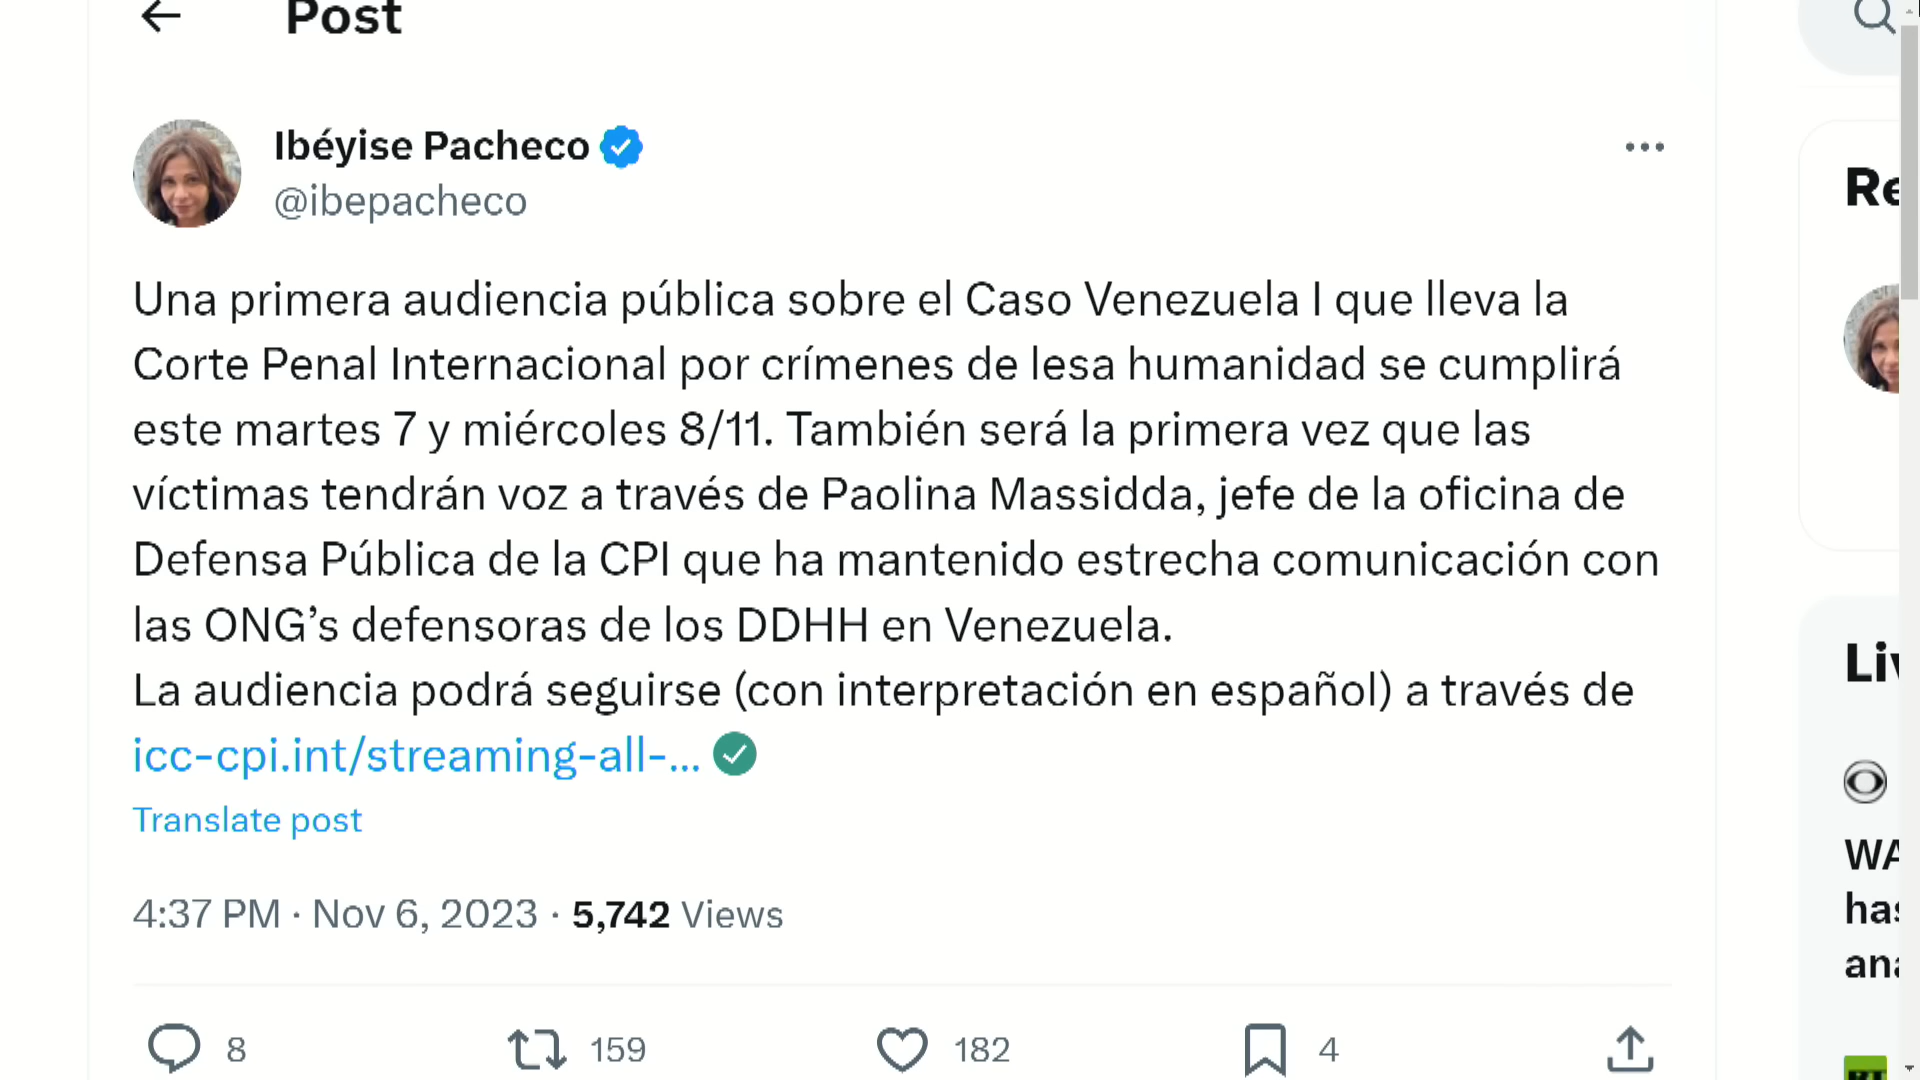 Post
Ibéyise Pacheco
@ibepacheco
Una primera audiencia pública sobre el Caso Venezuela I que lleva la
Corte Penal Internacional por crímenes de lesa humanidad se cumplirá
este martes 7 y miércoles 8/11. También será la primera vez que las
víctimas tendrán voz a través de Paolina Massidda, jefe de la oficina de
Defensa Pública de la CPI que ha mantenido estrecha comunicación con
las ONG’s defensoras de los DDHH en Venezuela.
La audiencia podrá seguirse (con interpretación en español) a través de
icc-cpi.int/streaming-all-...
Translate post
4:37 PM · Nov 6, 2023 · 5,742 Views
8 159 182 4
Re
WA
has
ana